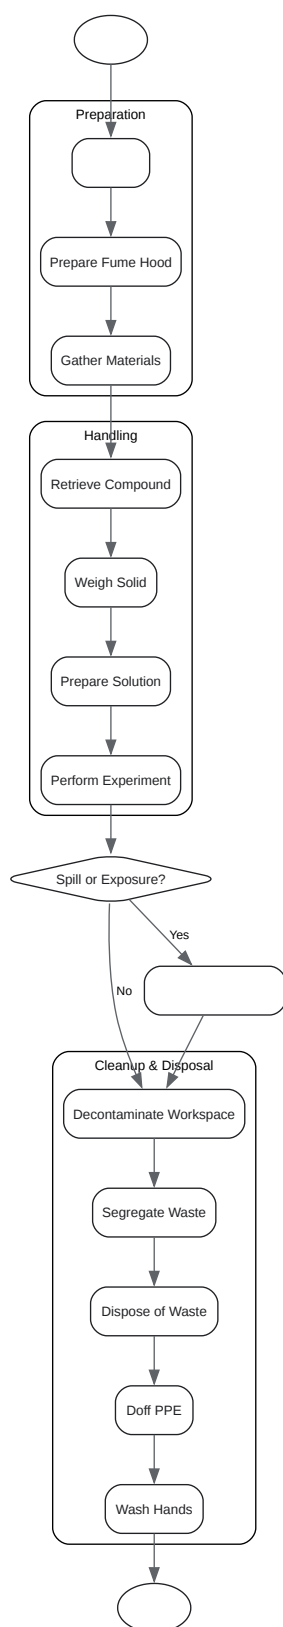 Preparation
Prepare Fume Hood
Gather Materials
Handling
Retrieve Compound
Weigh Solid
Prepare Solution
Perform Experiment
Spill or Exposure?
Yes
No
Cleanup & Disposal
Decontaminate Workspace
Segregate Waste
Dispose of Waste
Doff PPE
Wash Hands